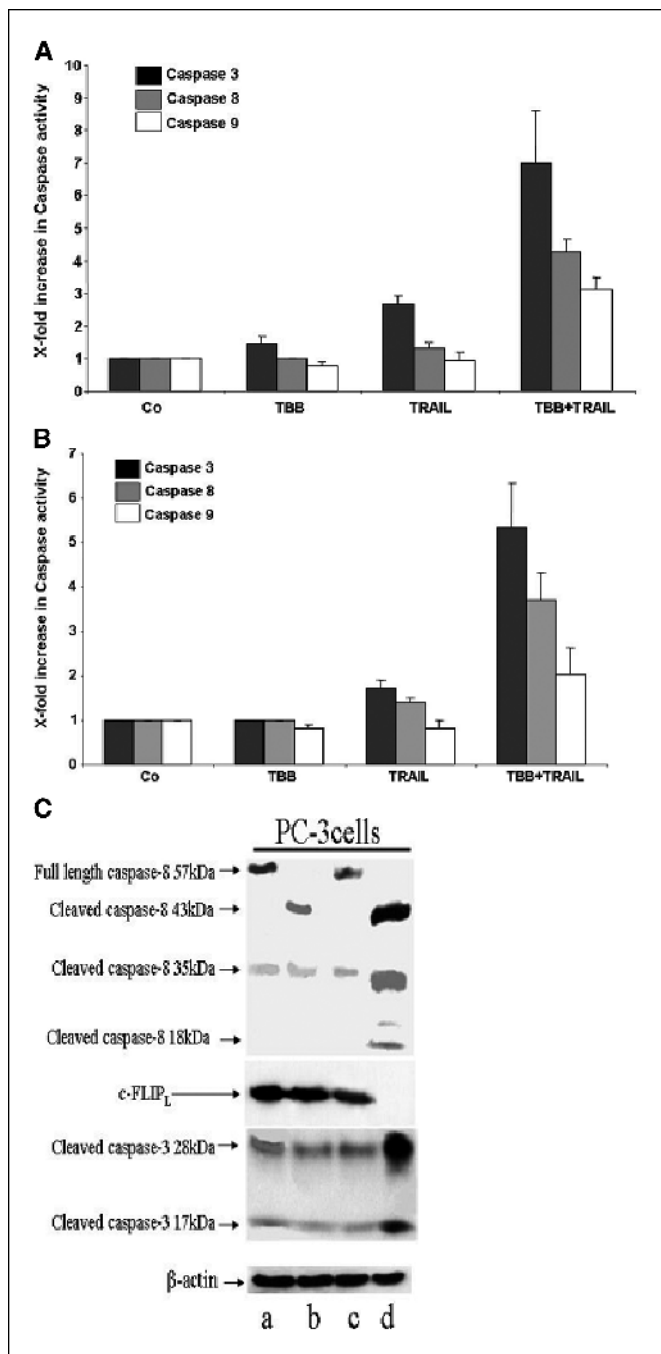 A
10
9
8
7
6
5
4
3
2
1
0
X-fold increase in Caspase activity
Caspase 3
Caspase 8
Caspase 9
Co TBB TRAIL TBB+TRAIL
B
7
6
5
4
3
2
1
0
X-fold increase in Caspase activity
Caspase 3
Caspase 8
Caspase 9
Co TBB TRAIL TBB+TRAIL
C
PC-3cells
Full length caspase-8 57kDa
Cleaved caspase-8 43kDa
Cleaved caspase-8 35kDa
Cleaved caspase-8 18kDa
c-FLIPL
Cleaved caspase-3 28kDa
Cleaved caspase-3 17kDa
β-actin
a b c d